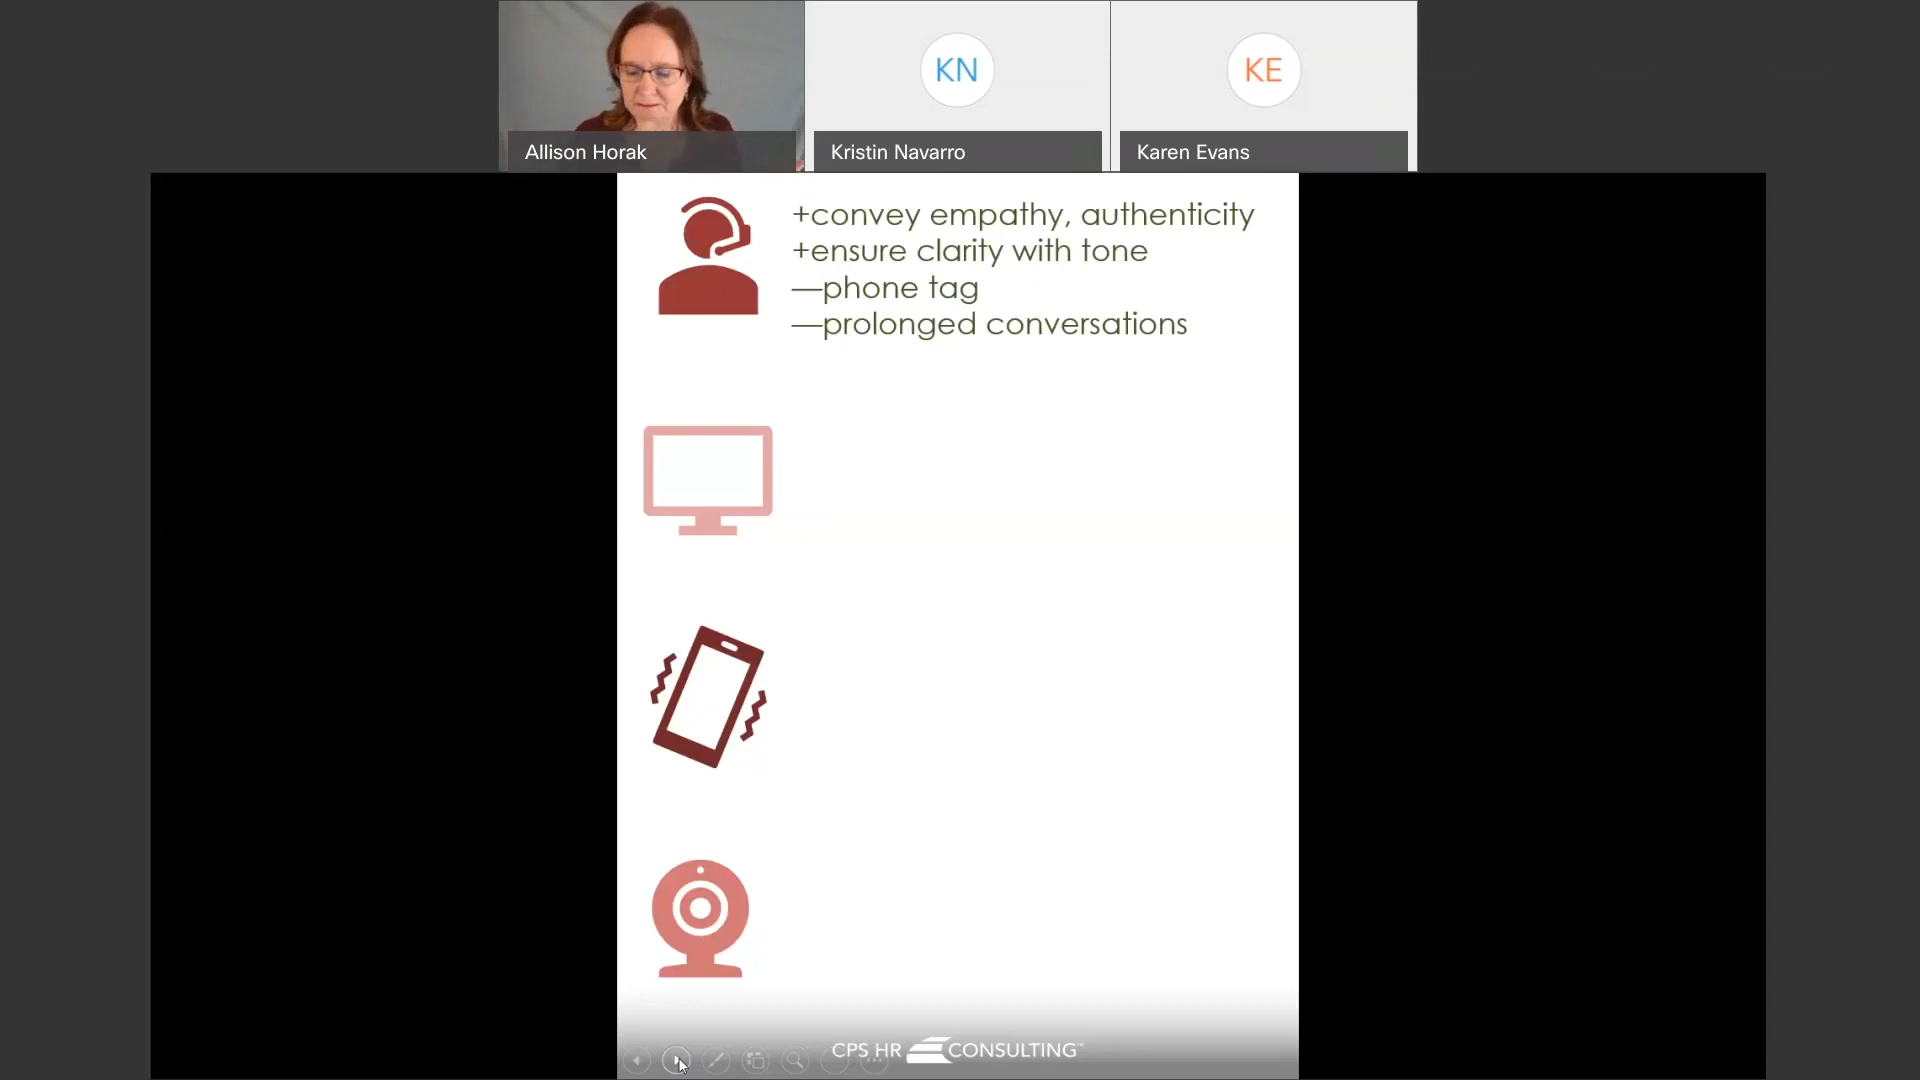 KN
KE
Allison Horak
Kristin Navarro
Karen Evans
+convey empathy, authenticity
+ensure clarity with tone
—phone tag
—prolonged conversations
CPS HR CONSULTING™